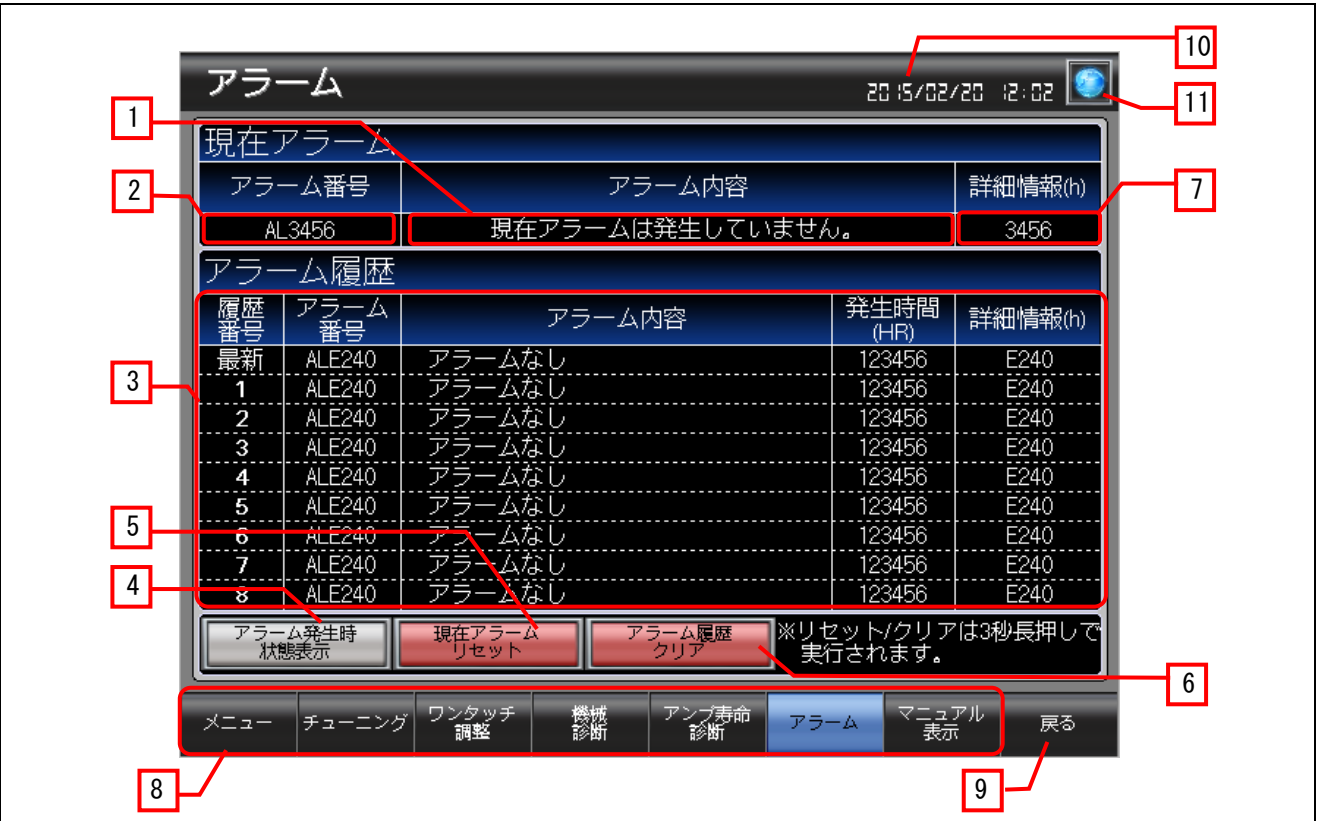 10
アラーム
2015/02/20 12:02
11
1
現在アラーム
2
アラーム番号 アラーム内容 詳細情報(h)
7
AL3456 現在アラームは発生していません。 3456
アラーム履歴
履歴番号 アラーム番号 アラーム内容 発生時間(HR) 詳細情報(h)
最新 ALE240 アラームなし 123456 E240
3
1 ALE240 アラームなし 123456 E240
2 ALE240 アラームなし 123456 E240
3 ALE240 アラームなし 123456 E240
4 ALE240 アラームなし 123456 E240
5 ALE240 アラームなし 123456 E240
5
6 ALE240 アラームなし 123456 E240
7 ALE240 アラームなし 123456 E240
4
8 ALE240 アラームなし 123456 E240
アラーム発生時
状態表示
現在アラーム
リセット
アラーム履歴
クリア
※リセット/クリアは3秒長押しで
実行されます。
6
メニュー
チューニング
ワンタッチ
調整
機械
診断
アンプ寿命
診断
アラーム
マニュアル
表示
戻る
8
9